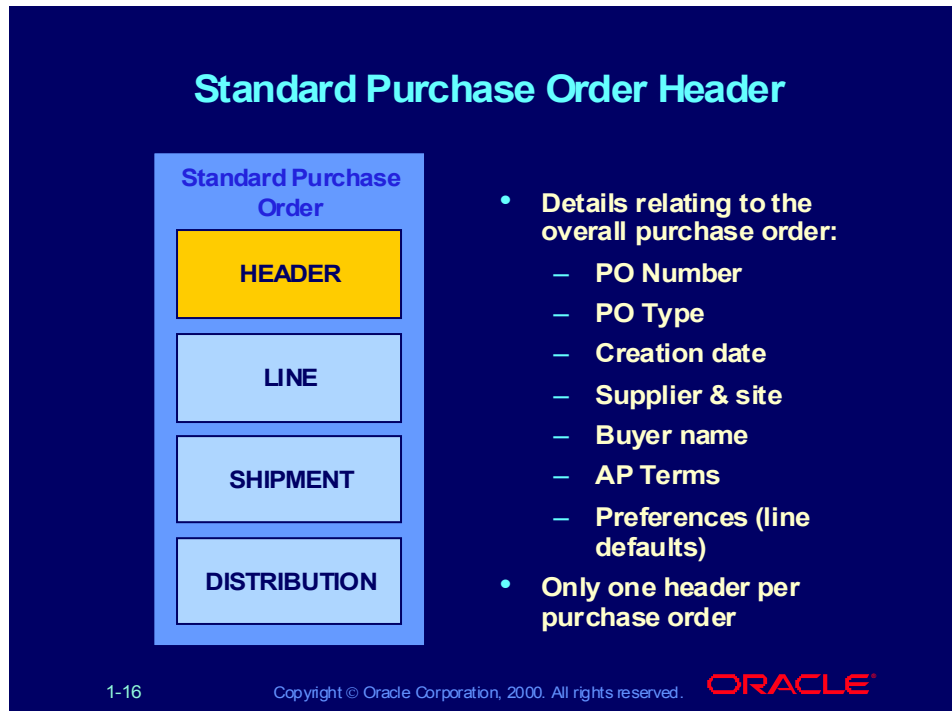 Standard Purchase Order Header
Standard Purchase
Order
HEADER
LINE
SHIPMENT
DISTRIBUTION
• Details relating to the
overall purchase order:
– PO Number
– PO Type
– Creation date
– Supplier & site
– Buyer name
– AP Terms
– Preferences (line
defaults)
• Only one header per
purchase order
1-16
Copyright © Oracle Corporation, 2000. All rights reserved.
ORACLE®